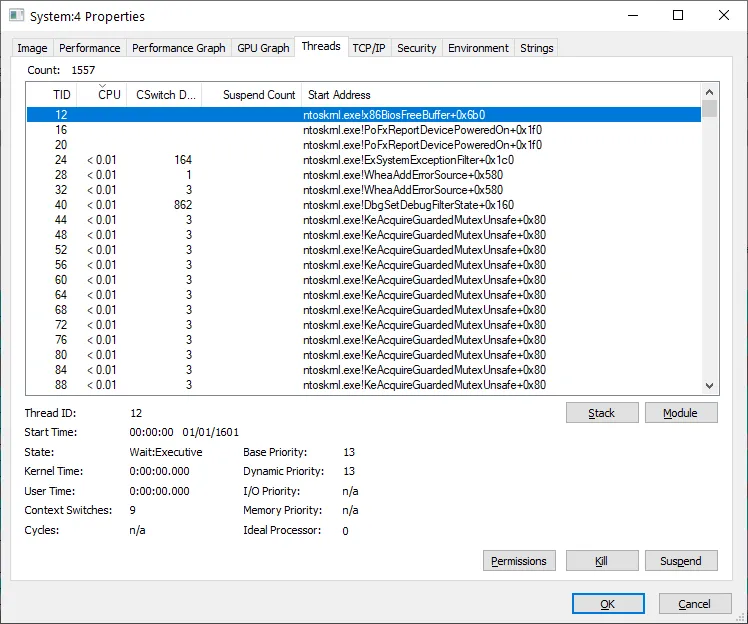 System:4 Properties
Image Performance Performance Graph GPU Graph Threads TCP/IP Security Environment Strings
Count: 1557
TID CPU CSwitch D... Suspend Count Start Address
12 ntoskrnl.exe!x86BiosFreeBuffer+0x6b0
16 ntoskrnl.exe!PoFxReportDevicePoweredOn+0x1f0
20 ntoskrnl.exe!PoFxReportDevicePoweredOn+0x1f0
24 < 0.01 164 ntoskrnl.exe!ExSystemExceptionFilter+0x1c0
28 < 0.01 1 ntoskrnl.exe!WheaAddErrorSource+0x580
32 < 0.01 3 ntoskrnl.exe!WheaAddErrorSource+0x580
40 < 0.01 862 ntoskrnl.exe!DbgSetDebugFilterState+0x160
44 < 0.01 3 ntoskrnl.exe!KeAcquireGuardedMutexUnsafe+0x80
48 < 0.01 3 ntoskrnl.exe!KeAcquireGuardedMutexUnsafe+0x80
52 < 0.01 3 ntoskrnl.exe!KeAcquireGuardedMutexUnsafe+0x80
56 < 0.01 3 ntoskrnl.exe!KeAcquireGuardedMutexUnsafe+0x80
60 < 0.01 3 ntoskrnl.exe!KeAcquireGuardedMutexUnsafe+0x80
64 < 0.01 3 ntoskrnl.exe!KeAcquireGuardedMutexUnsafe+0x80
68 < 0.01 3 ntoskrnl.exe!KeAcquireGuardedMutexUnsafe+0x80
72 < 0.01 3 ntoskrnl.exe!KeAcquireGuardedMutexUnsafe+0x80
76 < 0.01 3 ntoskrnl.exe!KeAcquireGuardedMutexUnsafe+0x80
80 < 0.01 3 ntoskrnl.exe!KeAcquireGuardedMutexUnsafe+0x80
84 < 0.01 3 ntoskrnl.exe!KeAcquireGuardedMutexUnsafe+0x80
88 < 0.01 3 ntoskrnl.exe!KeAcquireGuardedMutexUnsafe+0x80
Thread ID: 12 Stack Module
Start Time: 00:00:00 01/01/1601
State: Wait:Executive Base Priority: 13
Kernel Time: 0:00:00.000 Dynamic Priority: 13
User Time: 0:00:00.000 I/O Priority: n/a
Context Switches: 9 Memory Priority: n/a
Cycles: n/a Ideal Processor: 0
Permissions Kill Suspend
OK Cancel